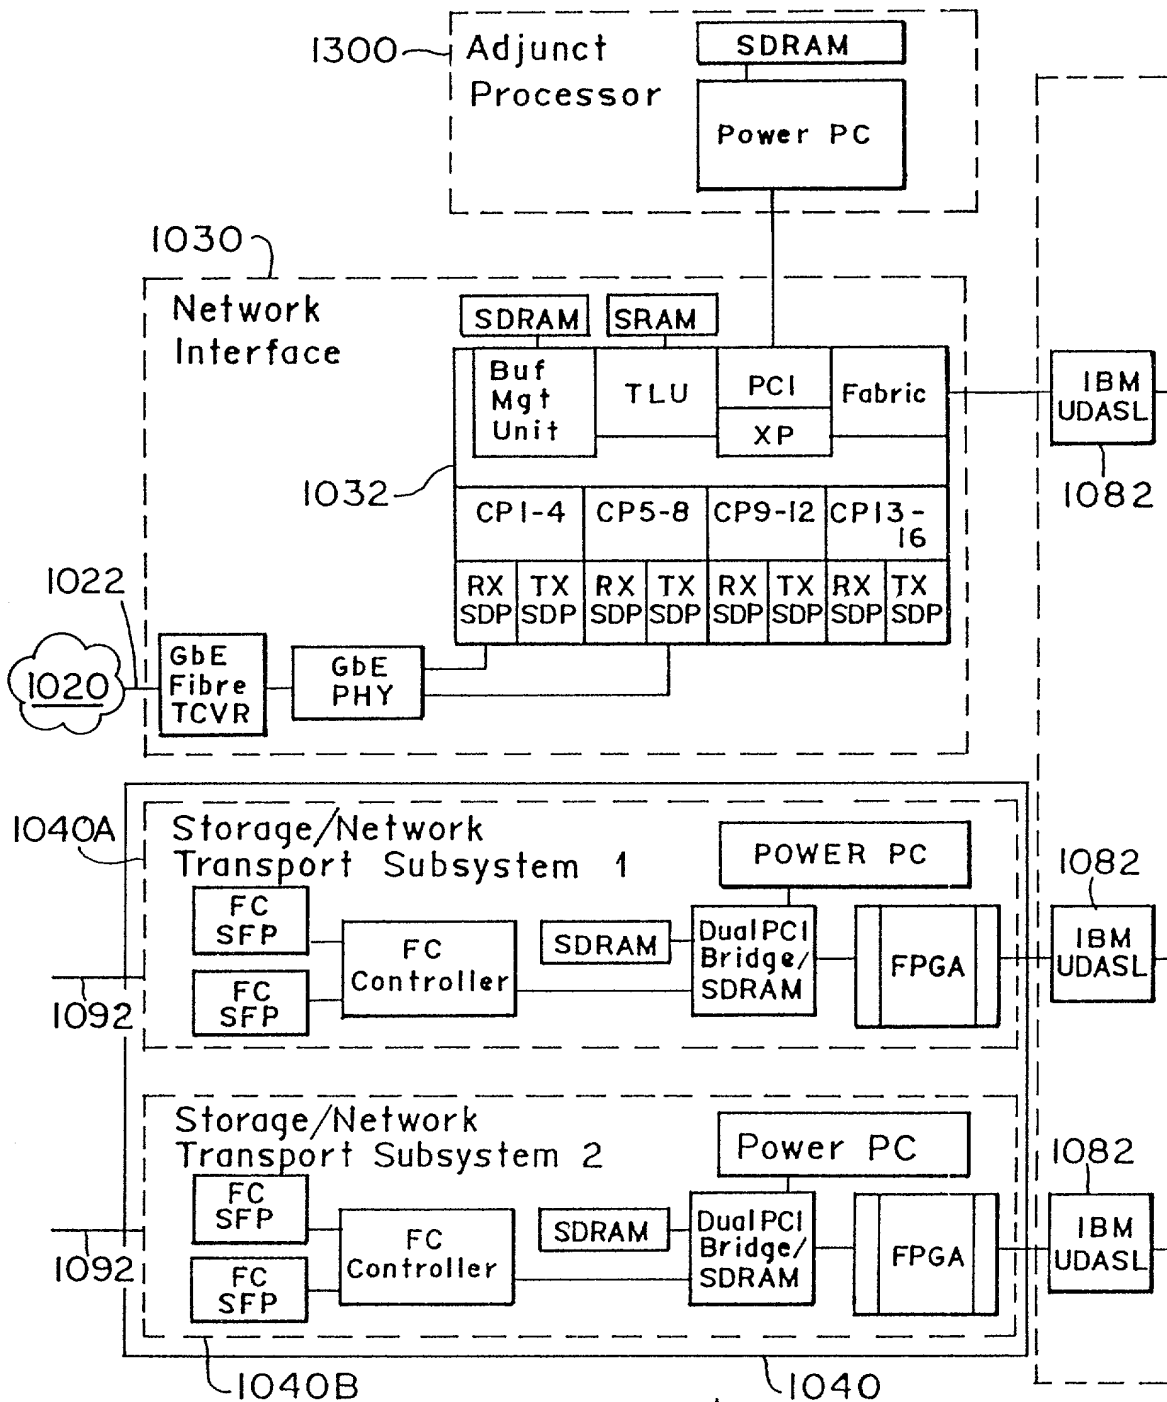 1300
Adjunct
Processor
SDRAM
Power PC
1030
Network
Interface
SDRAM
SRAM
Buf
Mgt
Unit
TLU
PCI
XP
Fabric
IBM
UDASL
1082
1032
CP1-4
CP5-8
CP9-12
CP13-
16
RX
SDP
TX
SDP
RX
SDP
TX
SDP
RX
SDP
TX
SDP
RX
SDP
TX
SDP
1022
1020
GbE
Fibre
TCVR
GbE
PHY
1040A
Storage/Network
Transport Subsystem 1
POWER PC
FC
SFP
FC
SFP
FC
Controller
SDRAM
Dual PCI
Bridge/
SDRAM
FPGA
1082
IBM
UDASL
1092
Storage/Network
Transport Subsystem 2
Power PC
FC
SFP
FC
SFP
FC
Controller
SDRAM
Dual PCI
Bridge/
SDRAM
FPGA
1082
IBM
UDASL
1092
1040B
1040